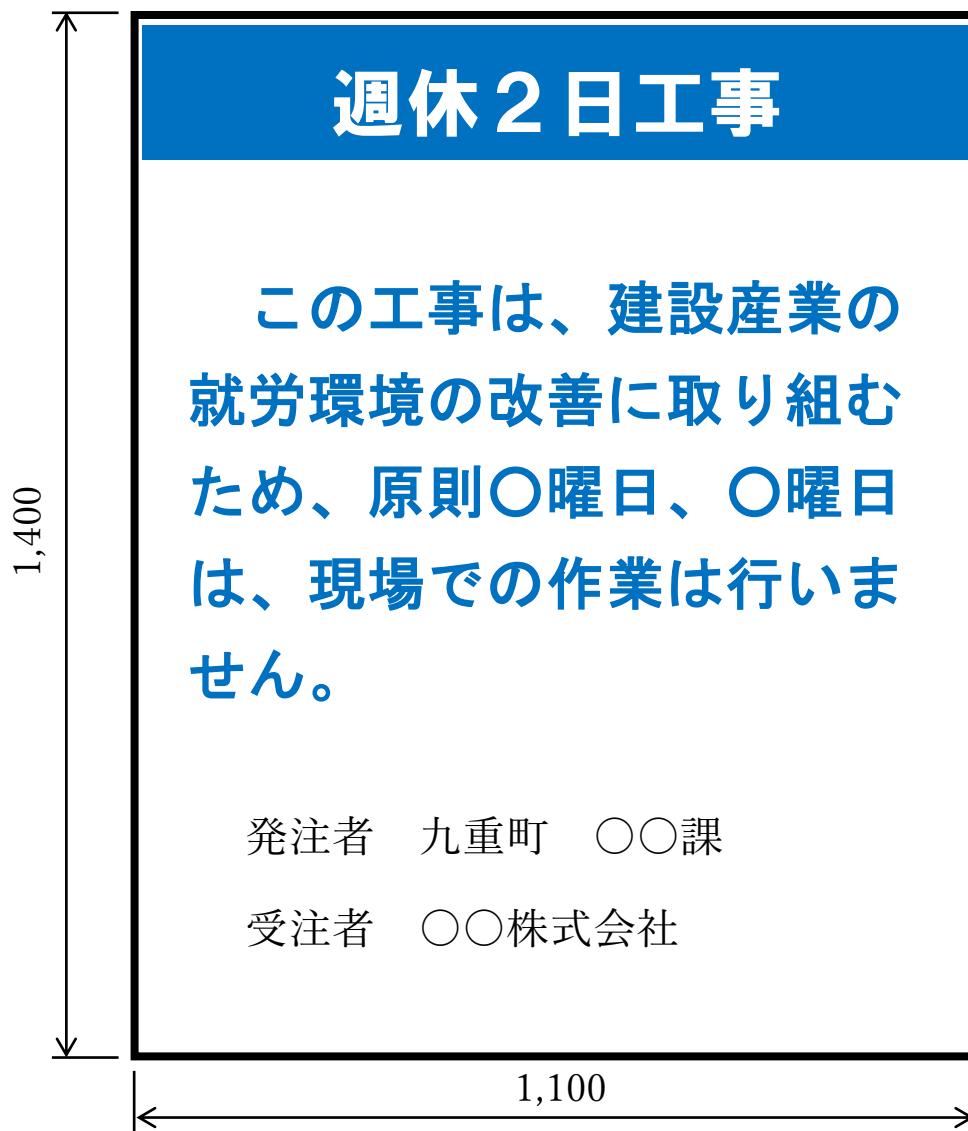 週休２日工事
　この工事は、建設産業の
就労環境の改善に取り組む
ため、原則〇曜日、〇曜日
は、現場での作業は行いま
せん。
発注者　九重町　〇〇課
受注者　〇〇株式会社
1,400
1,100